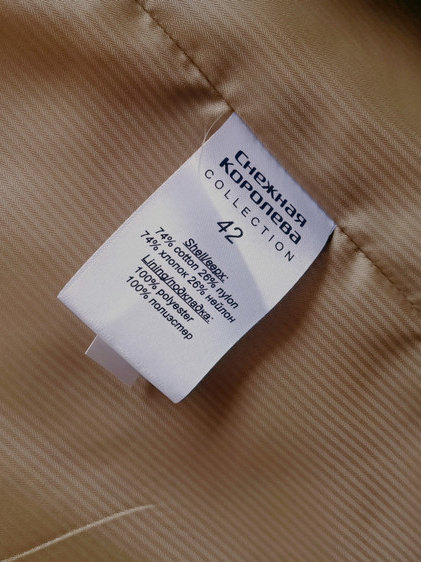 Снежная
Королева
COLLECTION
42
Shell/верх:
74% cotton 26% nylon
74% хлопок 26% нейлон
Lining/подкладка:
100% polyester
100% полиэстер